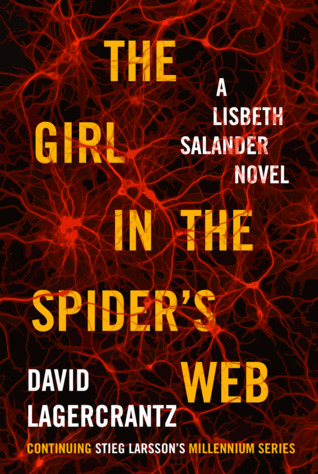 THE
GIRL
IN THE
SPIDER'S
WEB
A
LISBETH
SALANDER
NOVEL
DAVID
LAGERCRANTZ
CONTINUING STIEG LARSSON'S MILLENNIUM SERIES